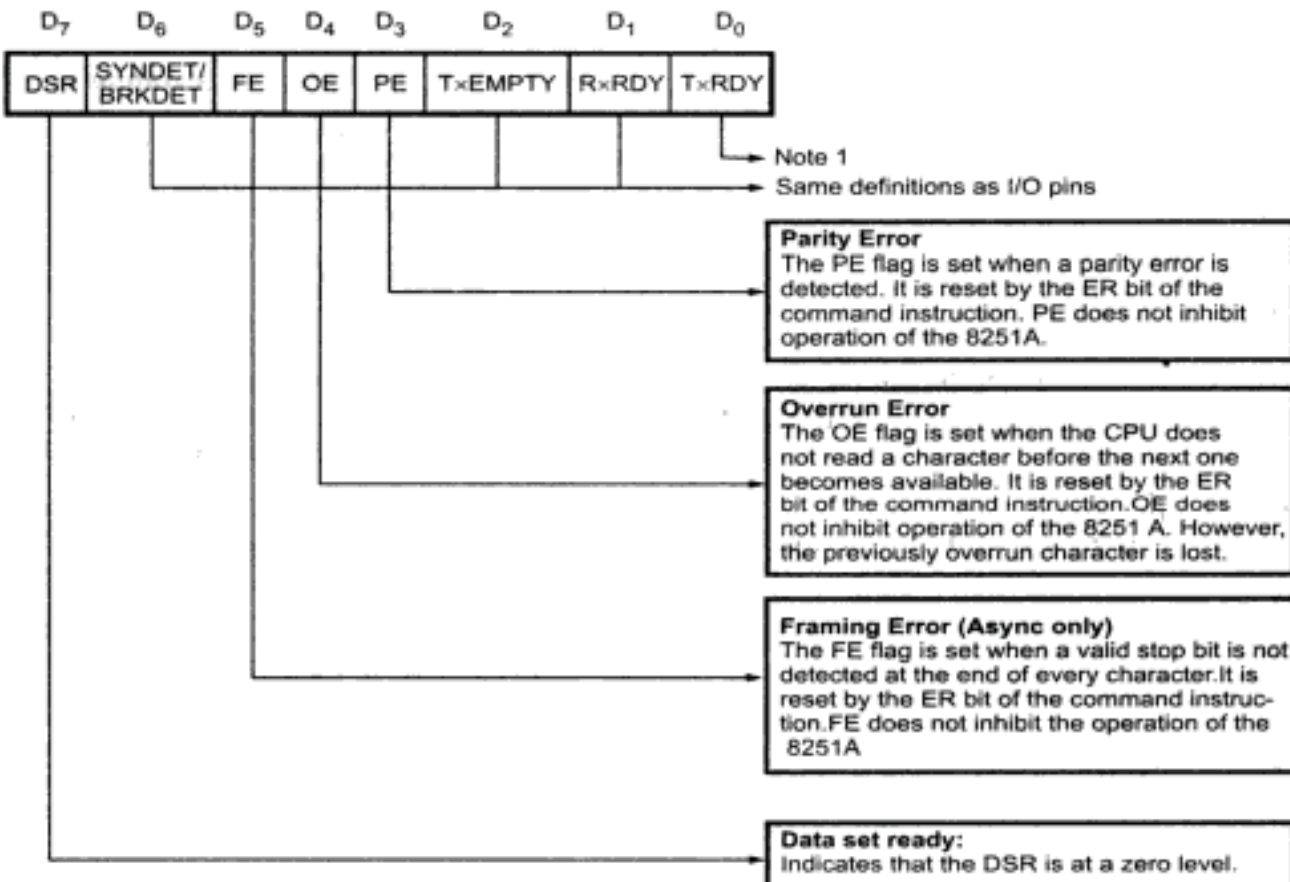 D7 D6 D5 D4 D3 D2 D1 D0
DSR SYNDET/ BRKDET FE OE PE TxEMPTY RxRDY TxRDY
Note 1
Same definitions as I/O pins
Parity Error
The PE flag is set when a parity error is
detected. It is reset by the ER bit of the
command instruction. PE does not inhibit
operation of the 8251A.
Overrun Error
The OE flag is set when the CPU does
not read a character before the next one
becomes available. It is reset by the ER
bit of the command instruction.OE does
not inhibit operation of the 8251 A. However,
the previously overrun character is lost.
Framing Error (Async only)
The FE flag is set when a valid stop bit is not
detected at the end of every character.It is
reset by the ER bit of the command instruc-
tion.FE does not inhibit the operation of the
8251A
Data set ready:
Indicates that the DSR is at a zero level.